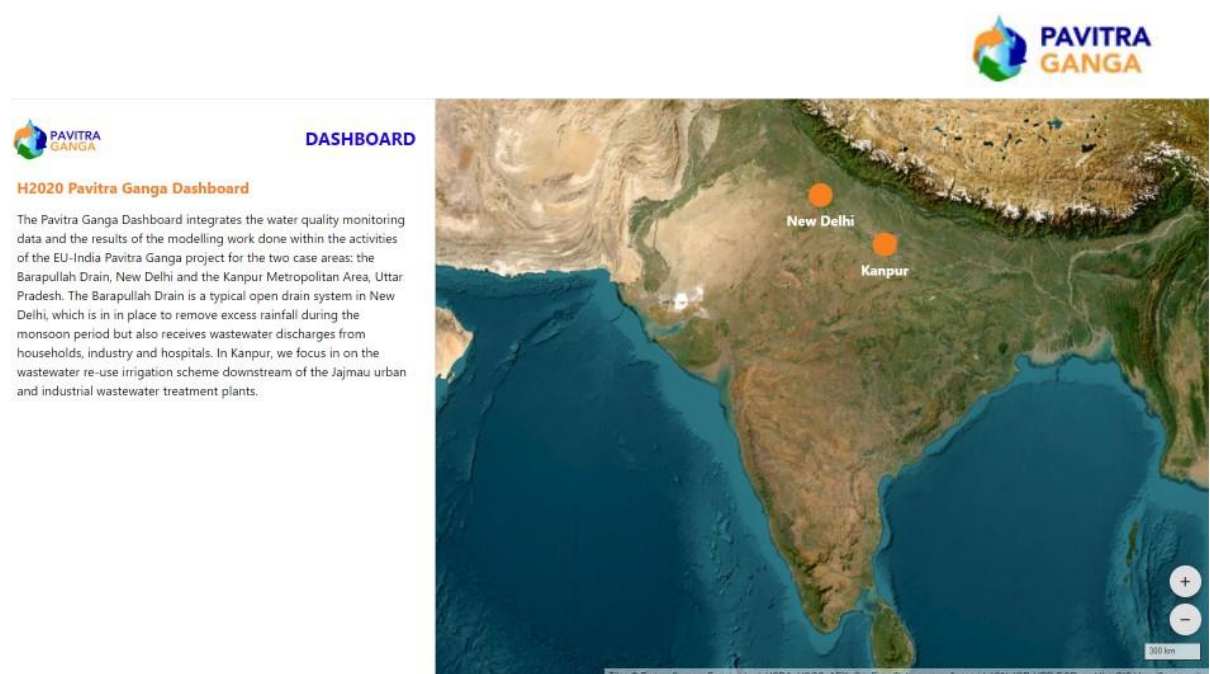 PAVITRA
GANGA
PAVITRA
GANGA
DASHBOARD
H2020 Pavitra Ganga Dashboard
The Pavitra Ganga Dashboard integrates the water quality monitoring
data and the results of the modelling work done within the activities
of the EU-India Pavitra Ganga project for the two case areas: the
Barapullah Drain, New Delhi and the Kanpur Metropolitan Area, Uttar
Pradesh. The Barapullah Drain is a typical open drain system in New
Delhi, which is in in place to remove excess rainfall during the
monsoon period but also receives wastewater discharges from
households, industry and hospitals. In Kanpur, we focus in on the
wastewater re-use irrigation scheme downstream of the Jajmau urban
and industrial wastewater treatment plants.
New Delhi
Kanpur
+
−
300 km